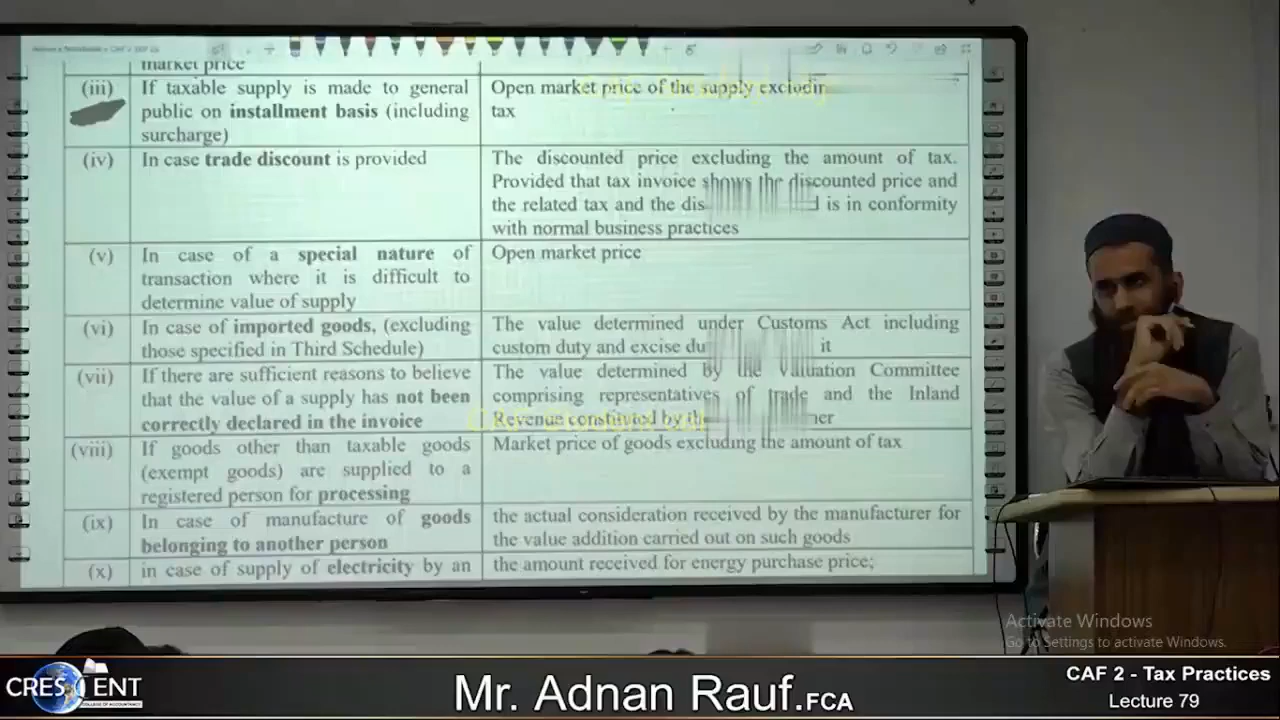 market price
(iii) If taxable supply is made to general
public on installment basis (including
surcharge)
Open market price of the supply excludin
tax
(iv) In case trade discount is provided
The discounted price excluding the amount of tax.
Provided that tax invoice shows the discounted price and
the related tax and the dis is in conformity
with normal business practices
(v) In case of a special nature of
transaction where it is difficult to
determine value of supply
Open market price
(vi) In case of imported goods, (excluding
those specified in Third Schedule)
The value determined under Customs Act including
custom duty and excise du it
(vii) If there are sufficient reasons to believe
that the value of a supply has not been
correctly declared in the invoice
The value determined by the Valuation Committee
comprising representatives of trade and the Inland
Revenue constituted by
(viii) If goods other than taxable goods
(exempt goods) are supplied to a
registered person for processing
Market price of goods excluding the amount of tax
(ix) In case of manufacture of goods
belonging to another person
the actual consideration received by the manufacturer for
the value addition carried out on such goods
(x) in case of supply of electricity by an
the amount received for energy purchase price;
Activate Windows
Go to Settings to activate Windows.
CRESCENT
COLLEGE OF ACCOUNTANCY
Mr. Adnan Rauf.FCA
CAF 2 - Tax Practices
Lecture 79